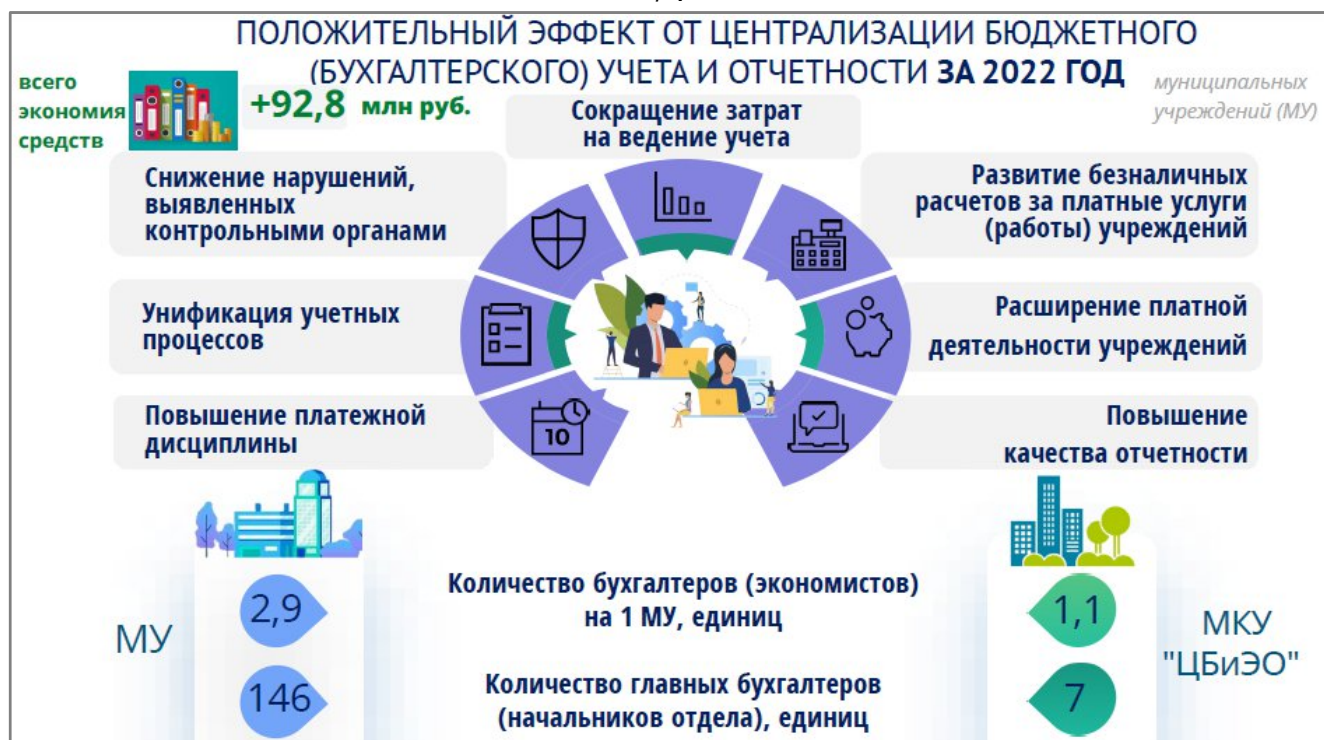 ПОЛОЖИТЕЛЬНЫЙ ЭФФЕКТ ОТ ЦЕНТРАЛИЗАЦИИ БЮДЖЕТНОГО
(БУХГАЛТЕРСКОГО) УЧЕТА И ОТЧЕТНОСТИ ЗА 2022 ГОД
всего
экономия
средств
+92,8 млн руб.
муниципальных
учреждений (МУ)
Сокращение затрат
на ведение учета
Снижение нарушений,
выявленных
контрольными органами
Развитие безналичных
расчетов за платные услуги
(работы) учреждений
Унификация учетных
процессов
Расширение платной
деятельности учреждений
Повышение платежной
дисциплины
10
Повышение
качества отчетности
МУ
2,9
Количество бухгалтеров (экономистов)
на 1 МУ, единиц
1,1
МКУ
"ЦБиЭО"
146
Количество главных бухгалтеров
(начальников отдела), единиц
7